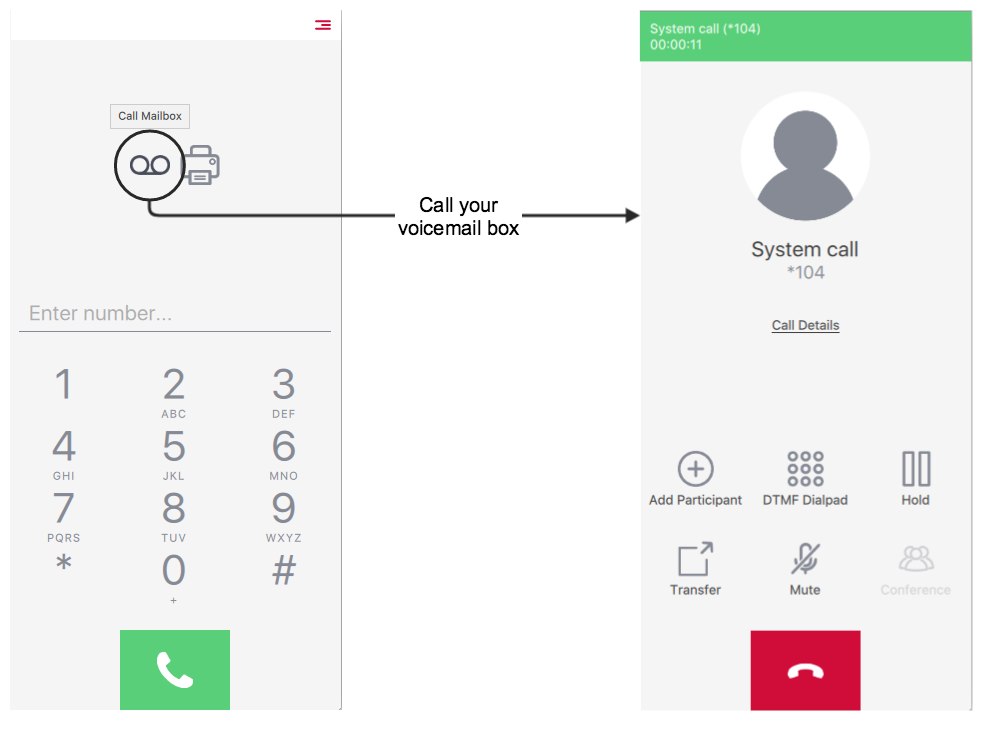 Call Mailbox
Enter number...
1
2
ABC
3
DEF
4
GHI
5
JKL
6
MNO
7
PQRS
8
TUV
9
WXYZ
*
0
+
#
Call your
voicemail box
System call (*104)
00:00:11
System call
*104
Call Details
Add Participant
DTMF Dialpad
Hold
Transfer
Mute
Conference